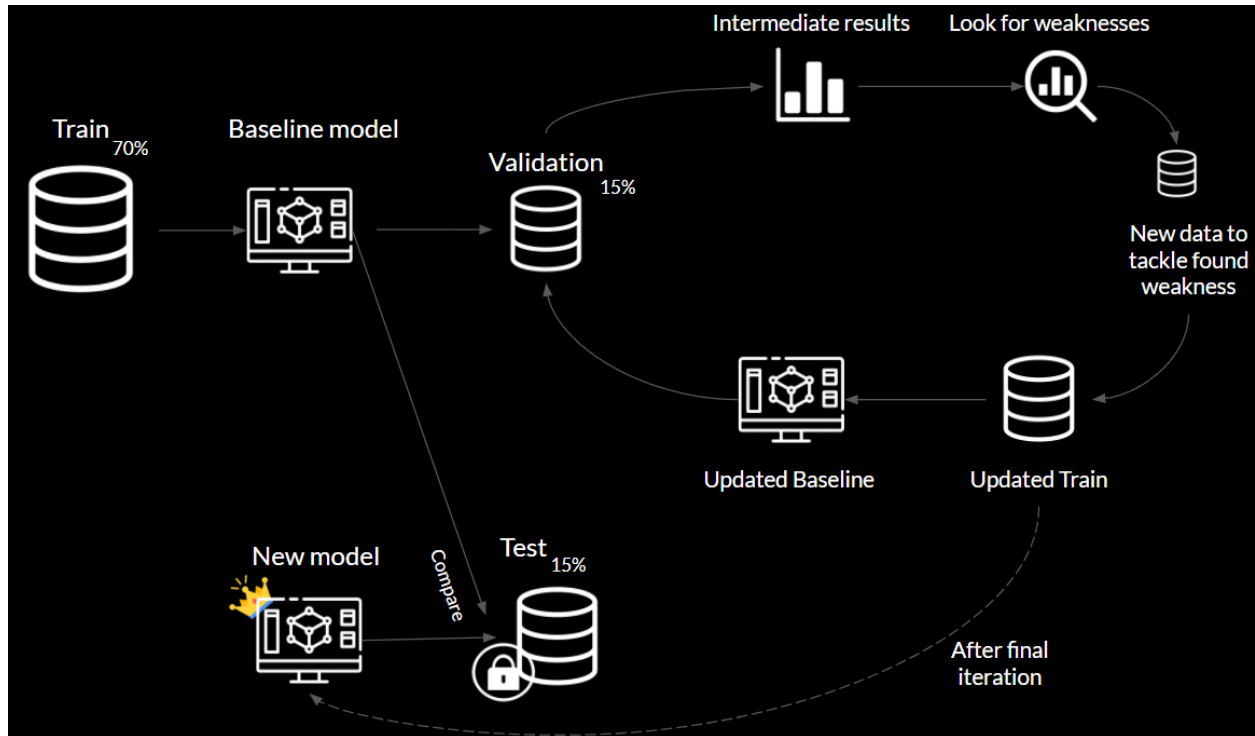 Intermediate results
Look for weaknesses
Train
70%
Baseline model
Validation
15%
New data to
tackle found
weakness
Updated Baseline
Updated Train
New model
Compare
Test
15%
After final
iteration